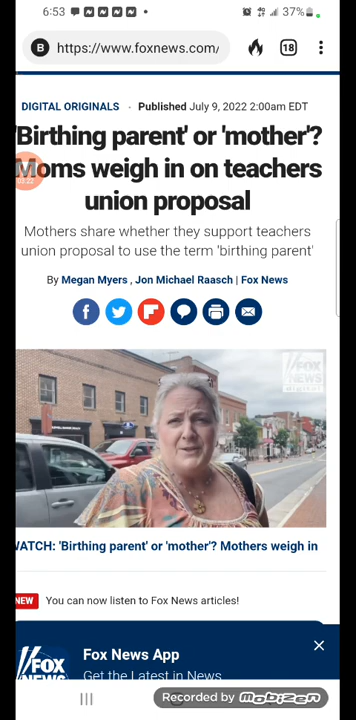 6:53
37%
B https://www.foxnews.com/ 18
DIGITAL ORIGINALS · Published July 9, 2022 2:00am EDT
'Birthing parent' or 'mother'?
Moms weigh in on teachers
union proposal
03:22
Mothers share whether they support teachers
union proposal to use the term 'birthing parent'
By Megan Myers , Jon Michael Raasch | Fox News
FOX
NEWS
digital
WATCH: 'Birthing parent' or 'mother'? Mothers weigh in
NEW You can now listen to Fox News articles!
FOX
NEWS
Fox News App
Get the Latest in News
Recorded by MOBIZEN